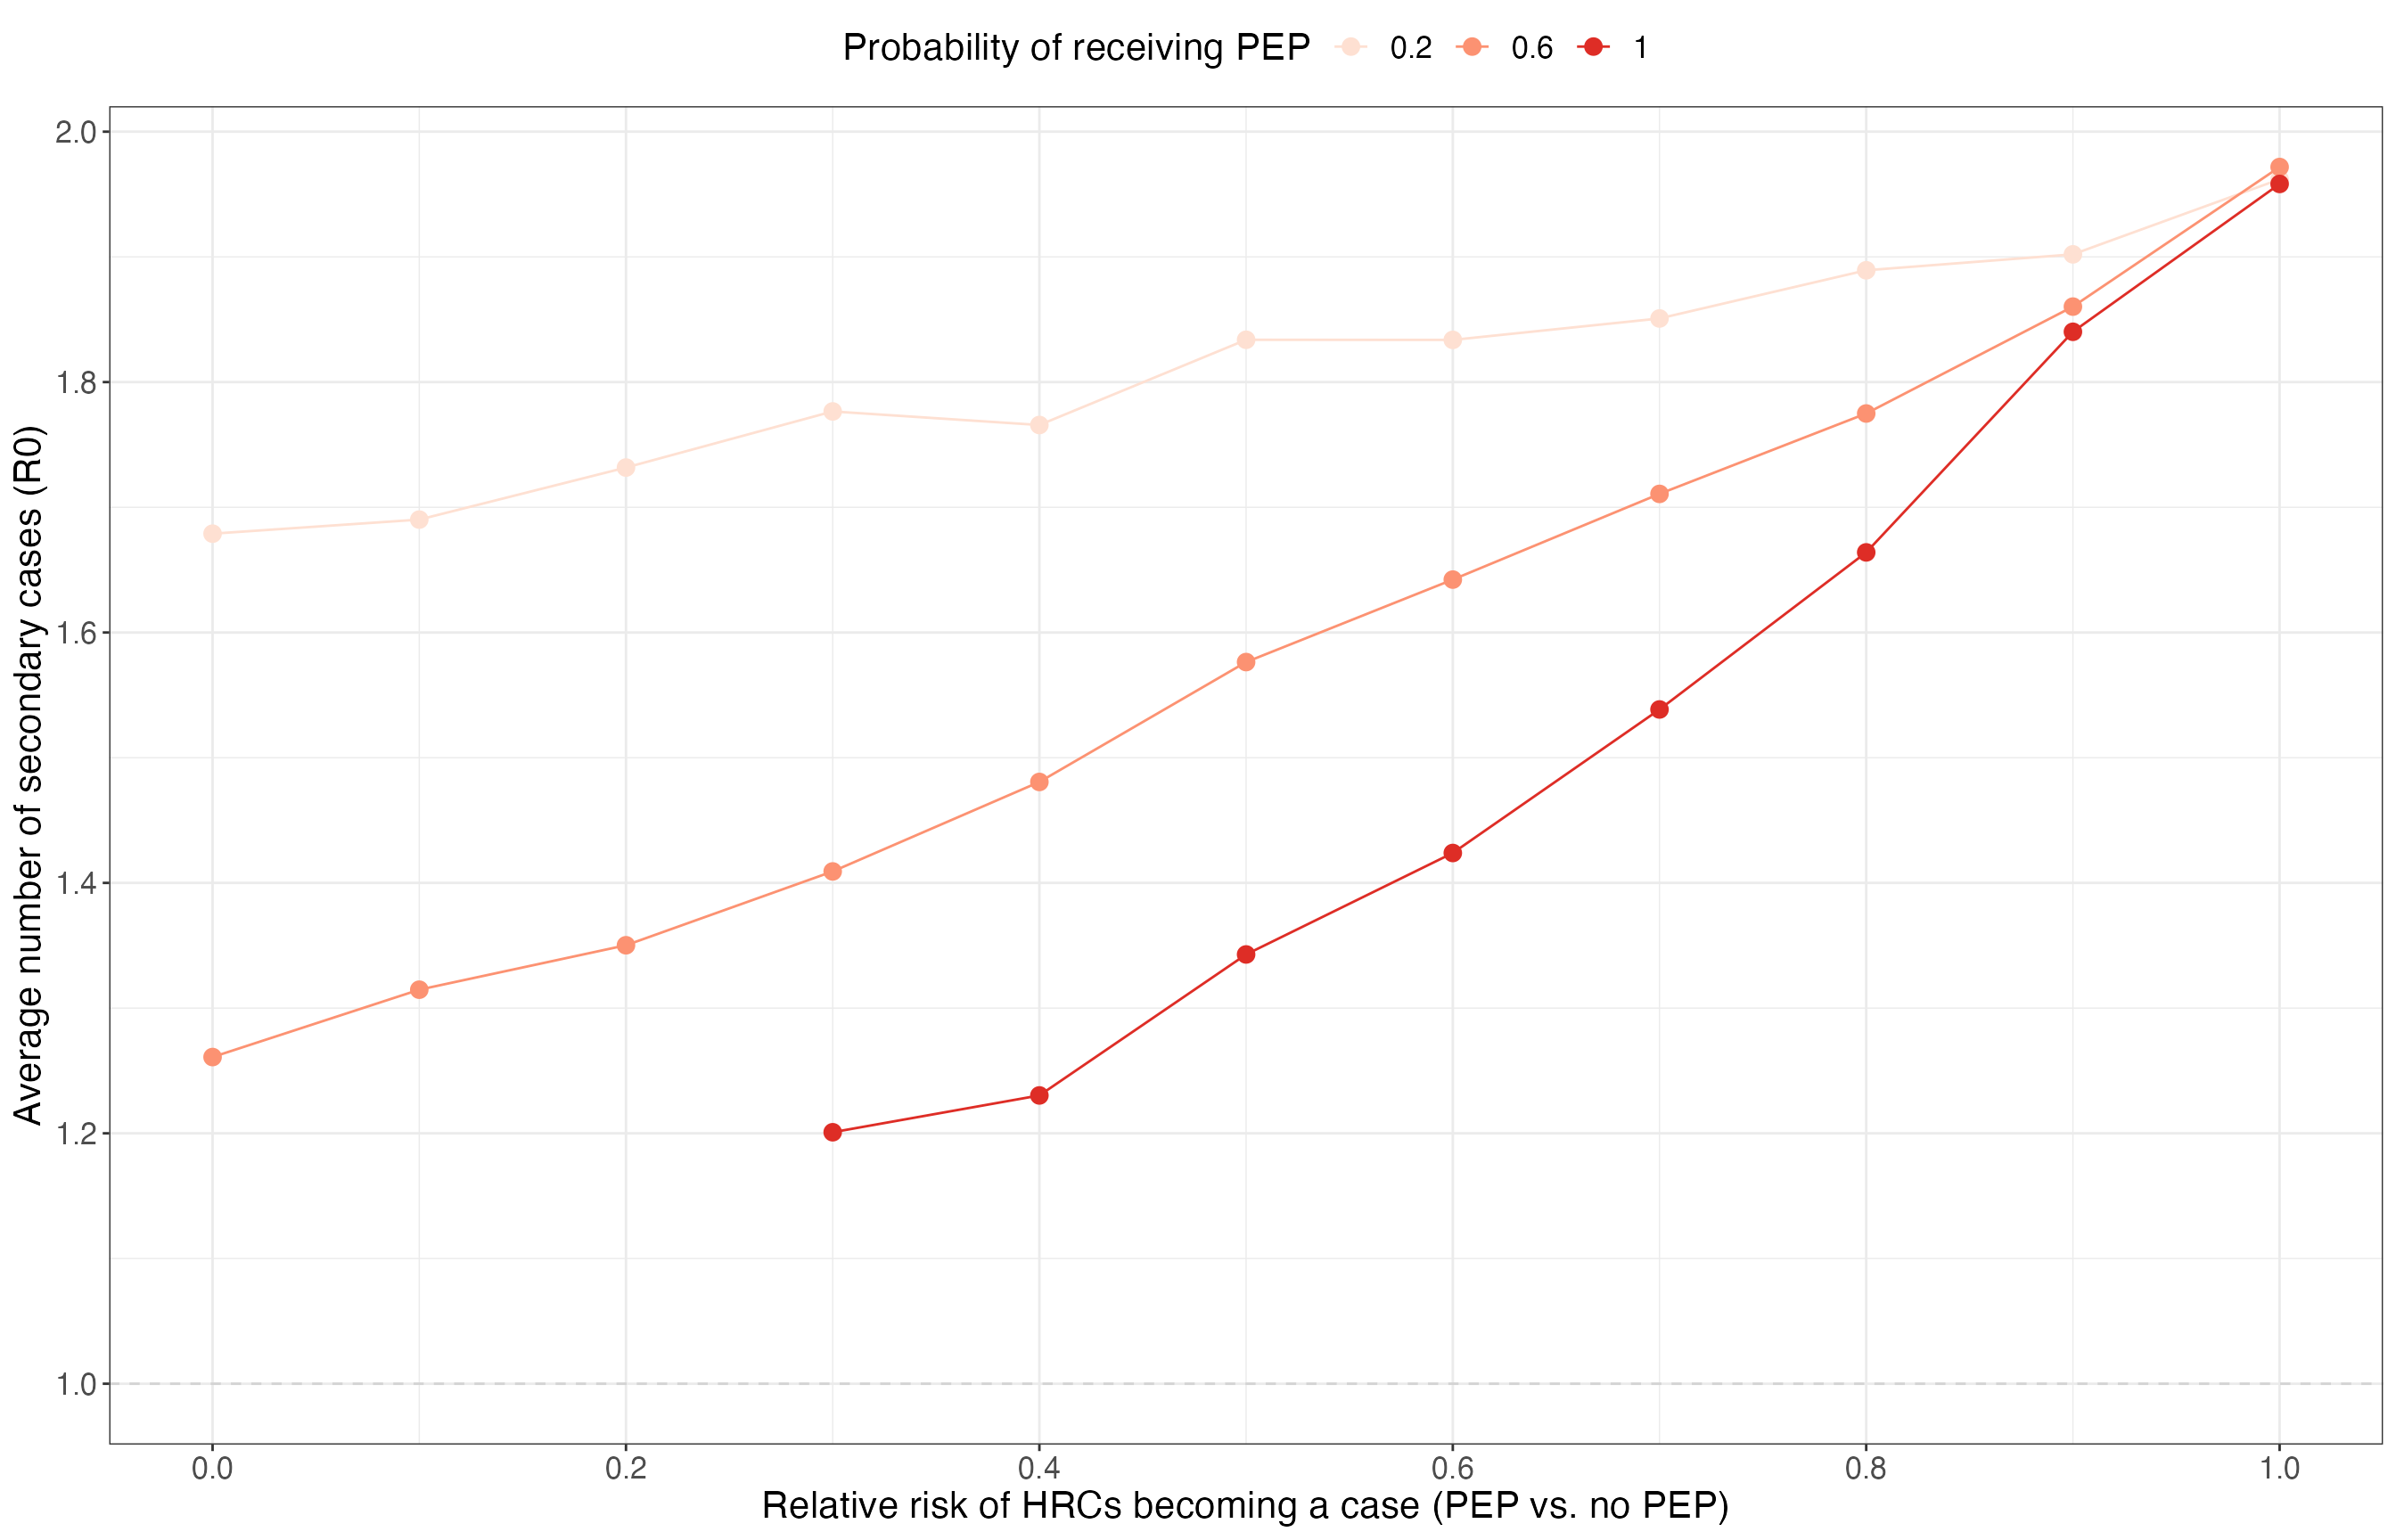 Probability of receiving PEP 0.2 0.6 1
Average number of secondary cases (R0)
2.0
1.8
1.6
1.4
1.2
1.0
0.0 0.2 0.4 0.6 0.8 1.0
Relative risk of HRCs becoming a case (PEP vs. no PEP)